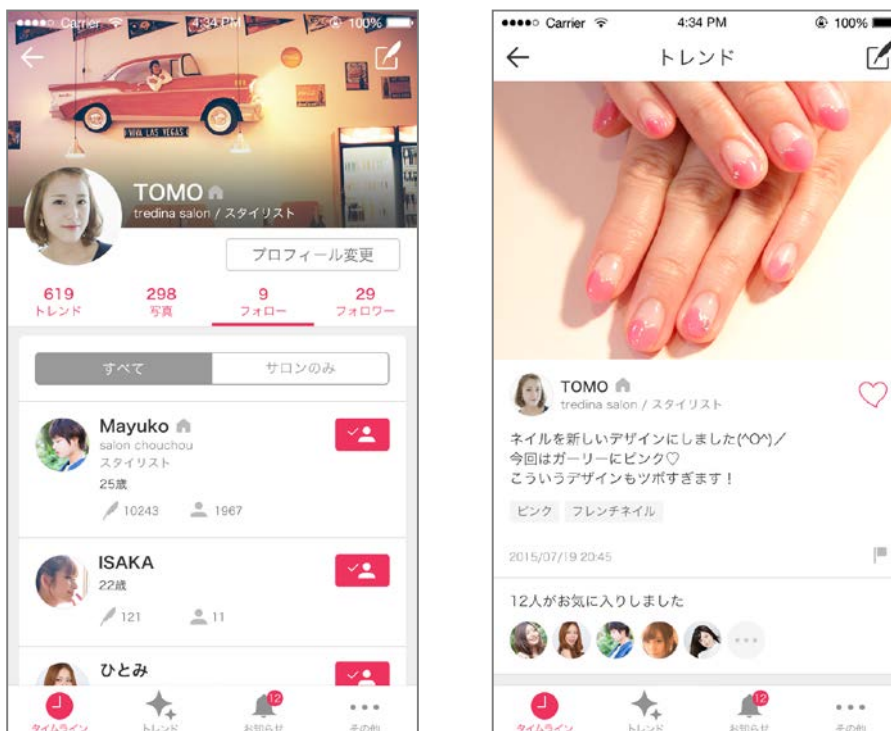 Carrier
4:34 PM
100%
VIVA LAS VEGAS
TOMO
tredina salon / スタイリスト
プロフィール変更
619
トレンド
298
写真
9
フォロー
29
フォロワー
すべて
サロンのみ
Mayuko
salon chouchou
スタイリスト
25歳
10243
1967
ISAKA
22歳
121
11
ひとみ
タイムライン
トレンド
12
お知らせ
その他
Carrier
4:34 PM
100%
トレンド
TOMO
tredina salon / スタイリスト
ネイルを新しいデザインにしました(^O^)／
今回はガーリーにピンク♡
こういうデザインもツボすぎます！
ピンク フレンチネイル
2015/07/19 20:45
12人がお気に入りしました
タイムライン
トレンド
12
お知らせ
その他